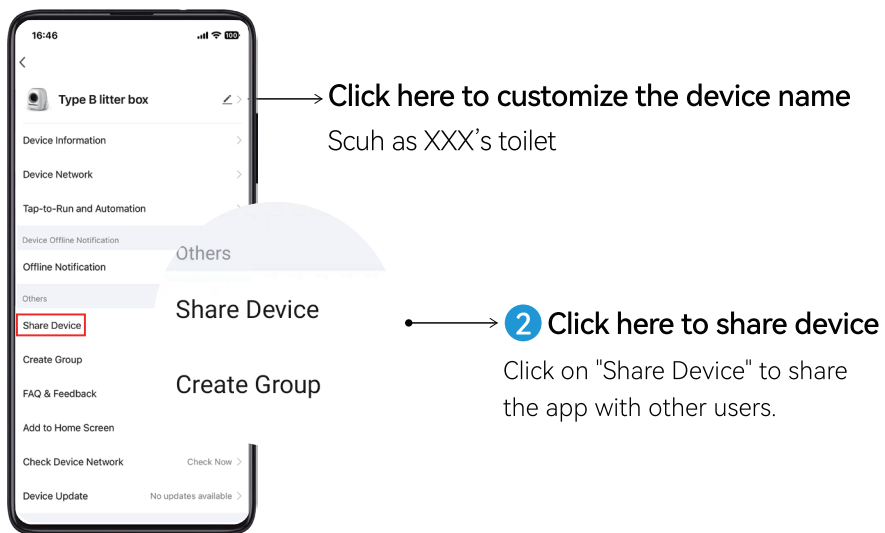 16:46
100
Type B litter box
Click here to customize the device name
Scuh as XXX's toilet
Device Information
Device Network
Tap-to-Run and Automation
Device Offline Notification
Offline Notification
Others
Share Device
Create Group
FAQ & Feedback
Add to Home Screen
Check Device Network Check Now
Device Update No updates available
Others
Share Device
Create Group
2 Click here to share device
Click on "Share Device" to share
the app with other users.